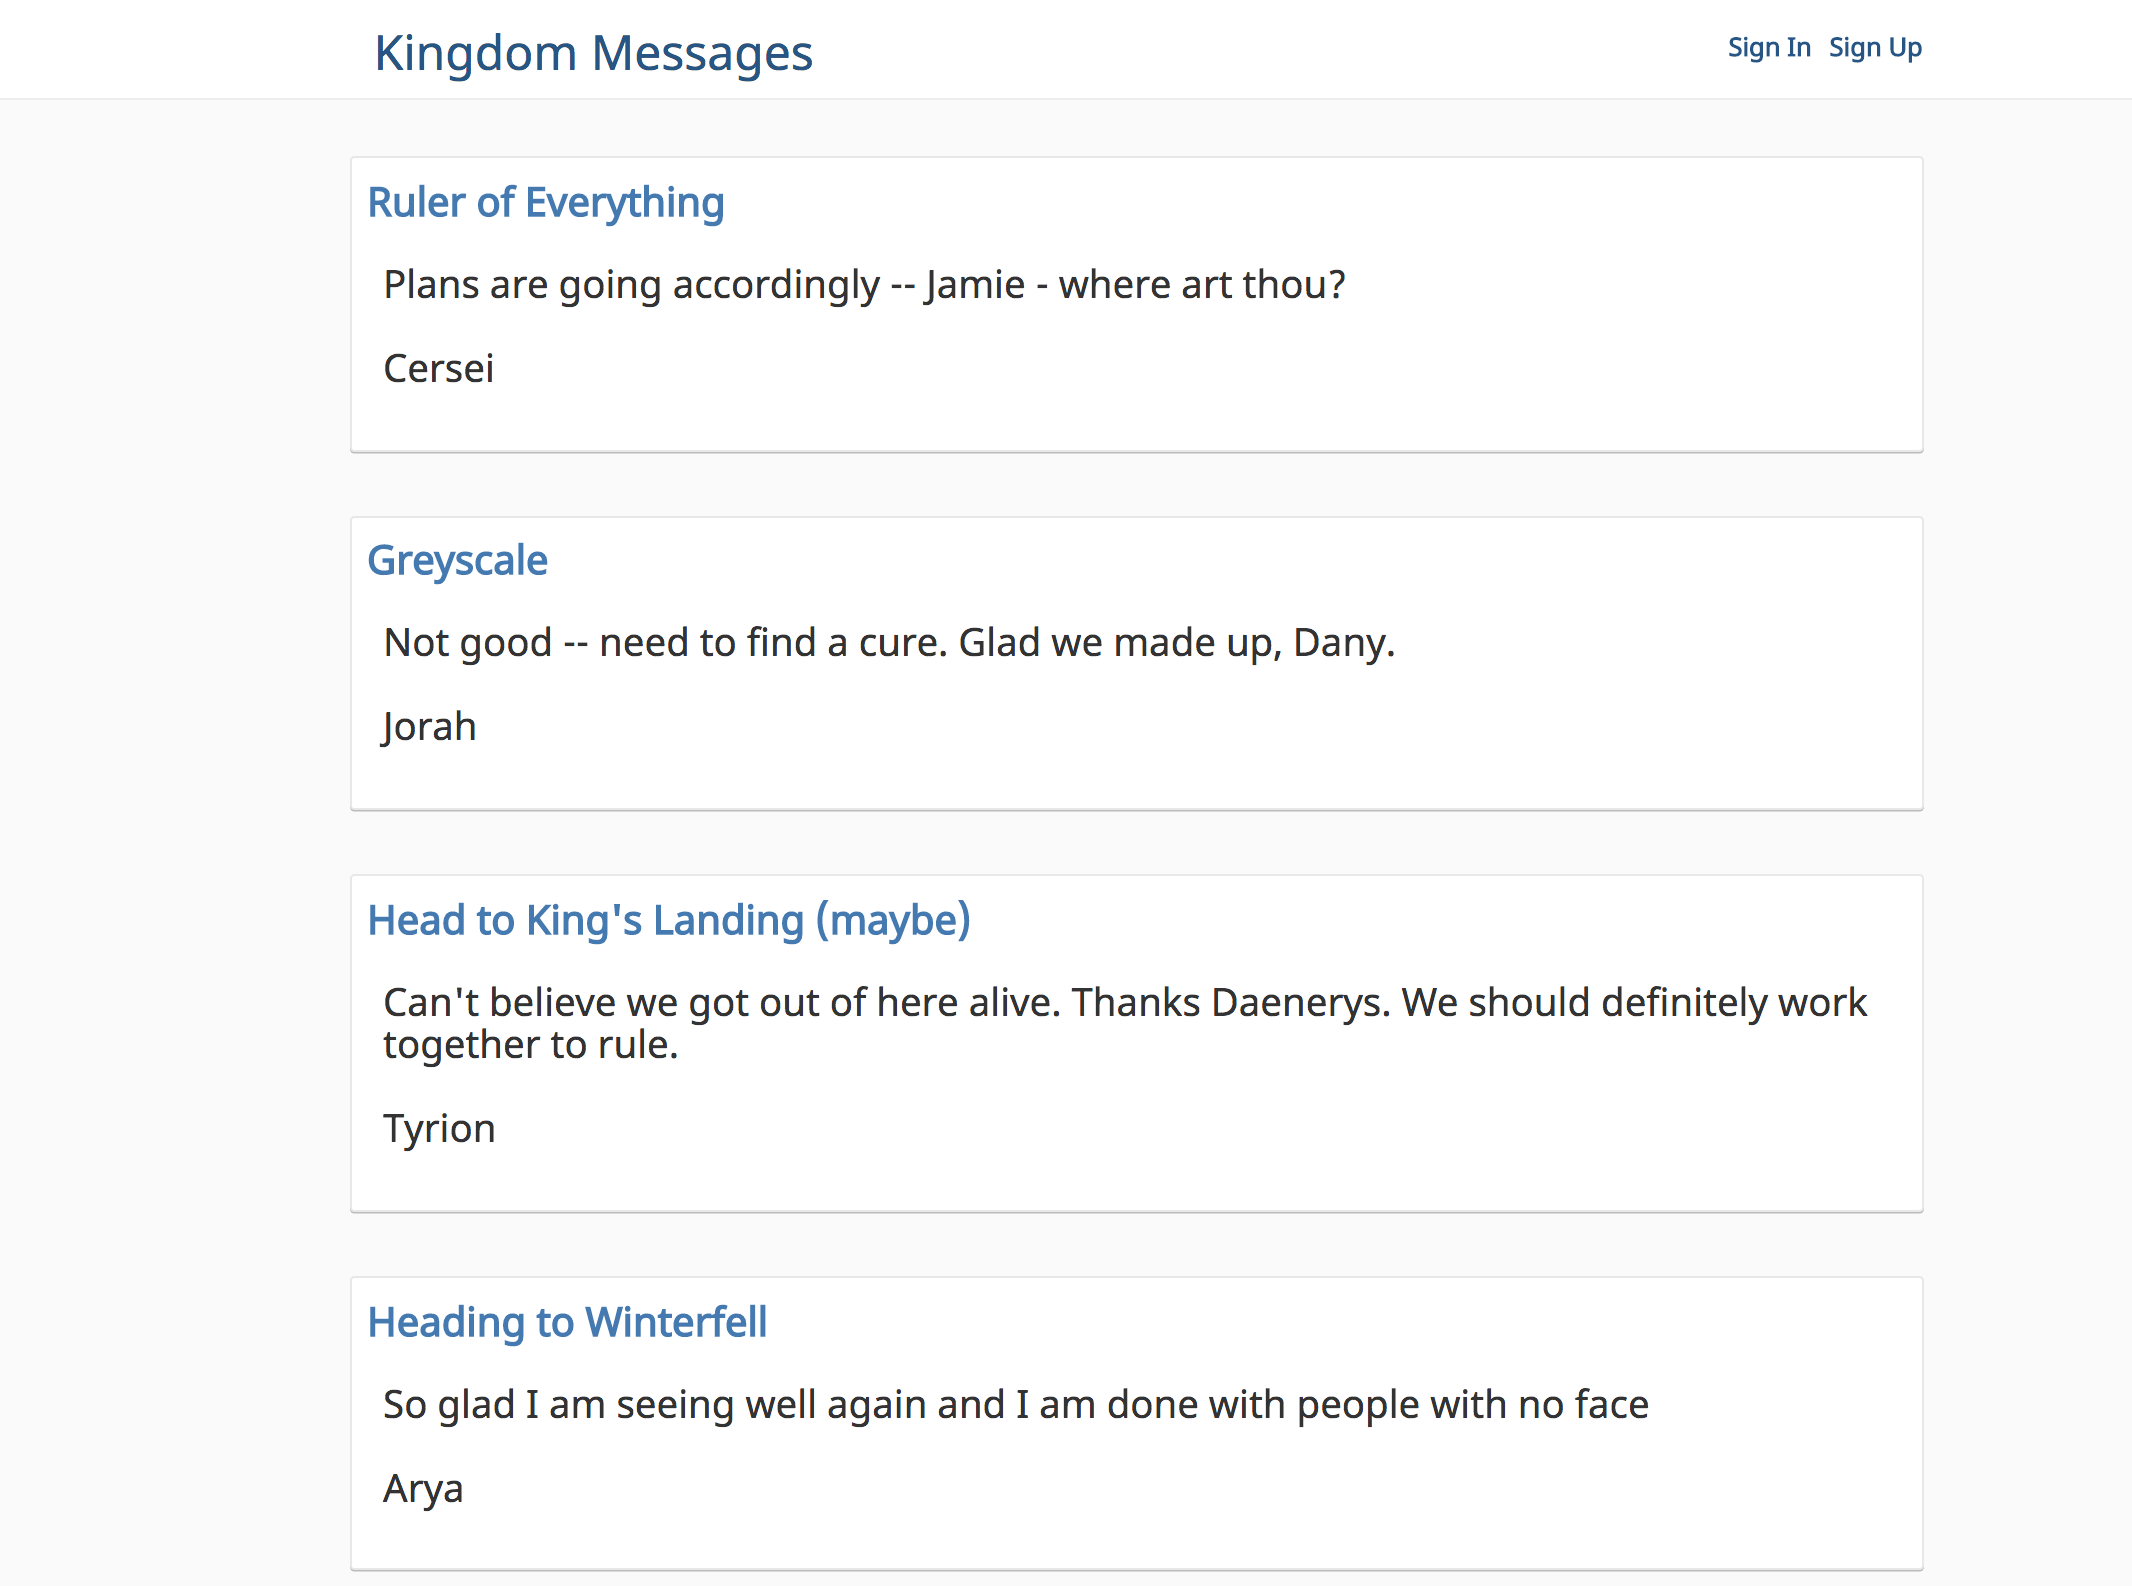 Kingdom Messages
Sign In Sign Up
Ruler of Everything
Plans are going accordingly -- Jamie - where art thou?
Cersei
Greyscale
Not good -- need to find a cure. Glad we made up, Dany.
Jorah
Head to King's Landing (maybe)
Can't believe we got out of here alive. Thanks Daenerys. We should definitely work
together to rule.
Tyrion
Heading to Winterfell
So glad I am seeing well again and I am done with people with no face
Arya